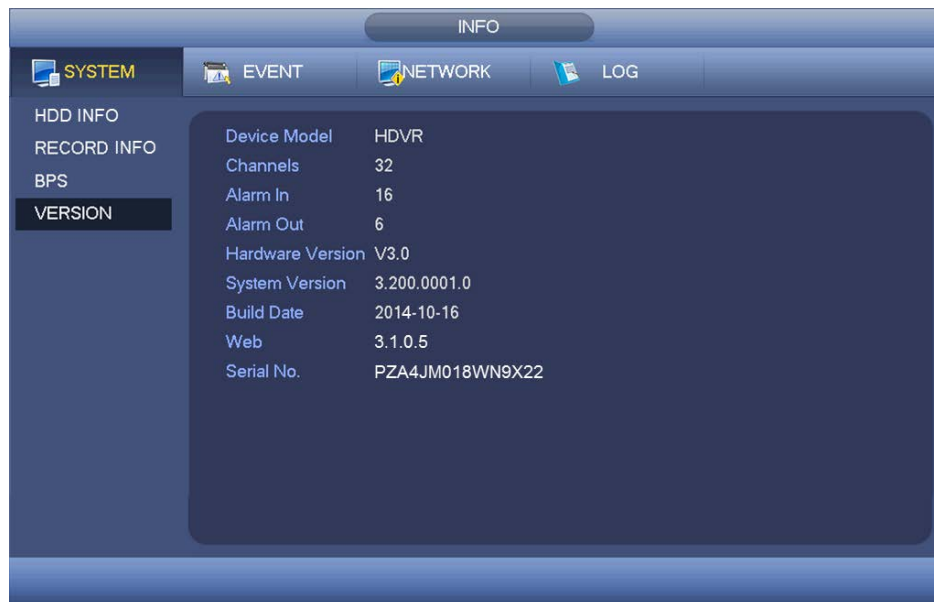 INFO
SYSTEM EVENT NETWORK LOG
HDD INFO
RECORD INFO
BPS
VERSION
Device Model HDVR
Channels 32
Alarm In 16
Alarm Out 6
Hardware Version V3.0
System Version 3.200.0001.0
Build Date 2014-10-16
Web 3.1.0.5
Serial No. PZA4JM018WN9X22